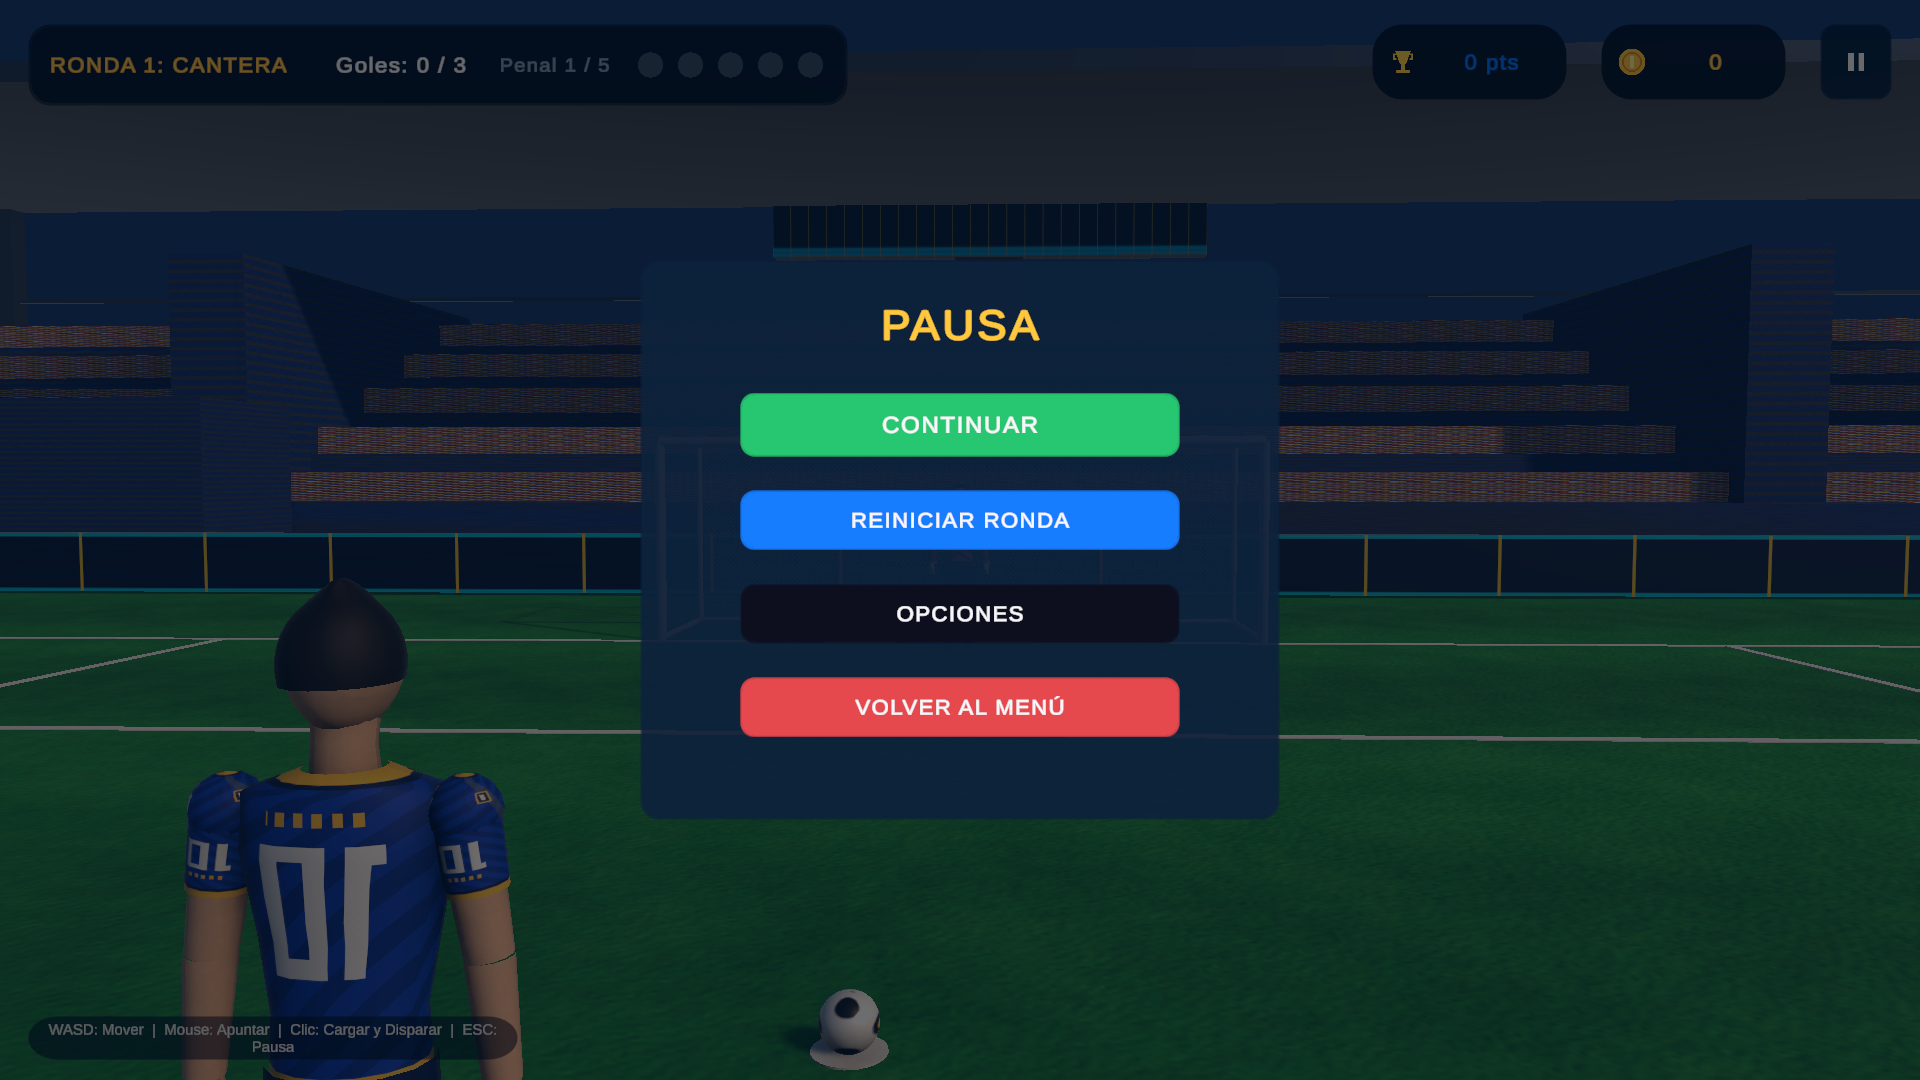 RONDA 1: CANTERA
Goles: 0 / 3
Penal 1 / 5
0 pts
0
PAUSA
CONTINUAR
REINICIAR RONDA
OPCIONES
VOLVER AL MENÚ
WASD: Mover | Mouse: Apuntar | Clic: Cargar y Disparar | ESC:
Pausa